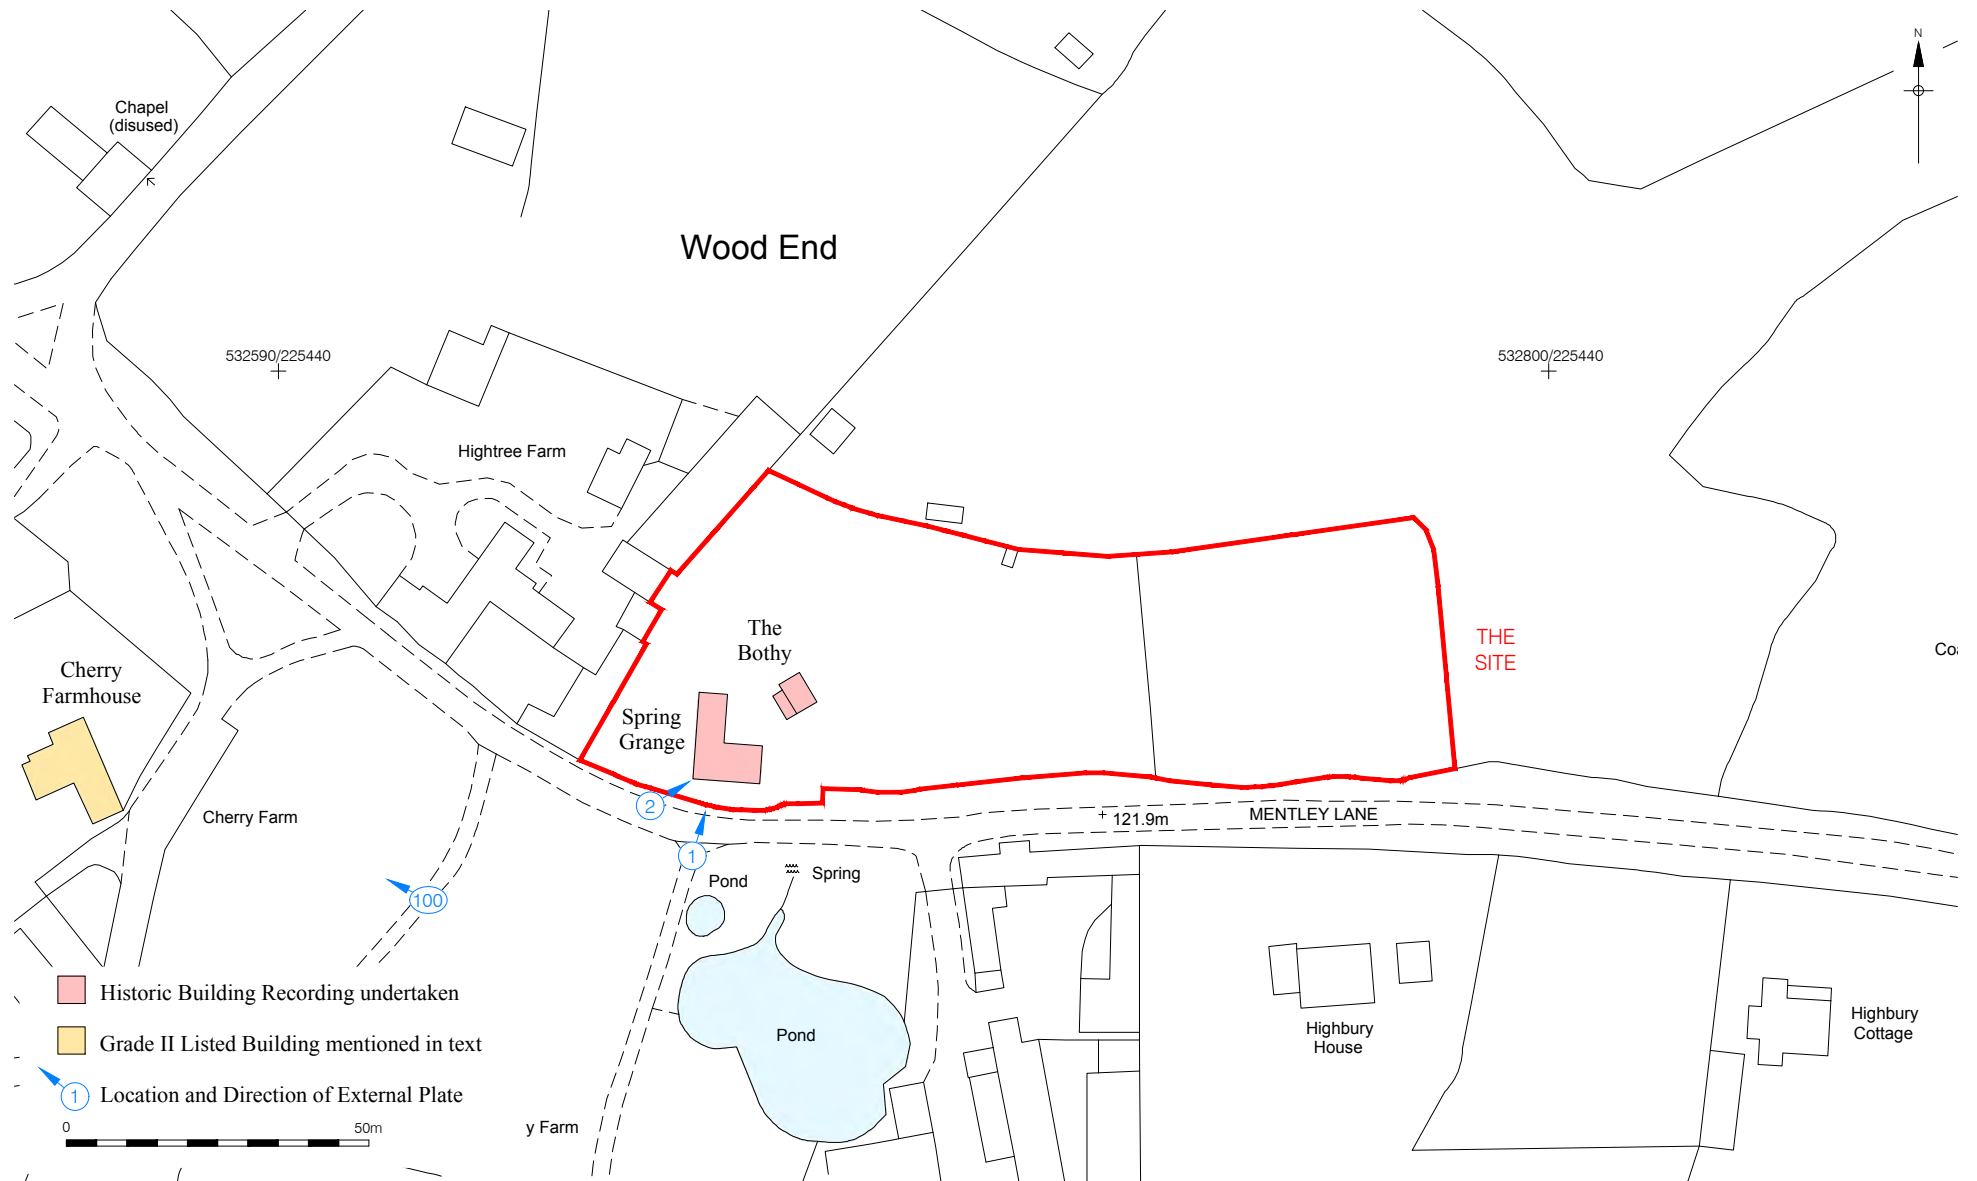 N
Chapel
(disused)
Wood End
532590/225440
532800/225440
Hightree Farm
The
Bothy
THE
SITE
Cherry
Farmhouse
Spring
Grange
2
Cherry Farm
121.9m
MENTLEY LANE
1
Pond
Spring
100
Pond
Highbury
House
Highbury
Cottage
Historic Building Recording undertaken
Grade II Listed Building mentioned in text
1 Location and Direction of External Plate
0 50m
y Farm